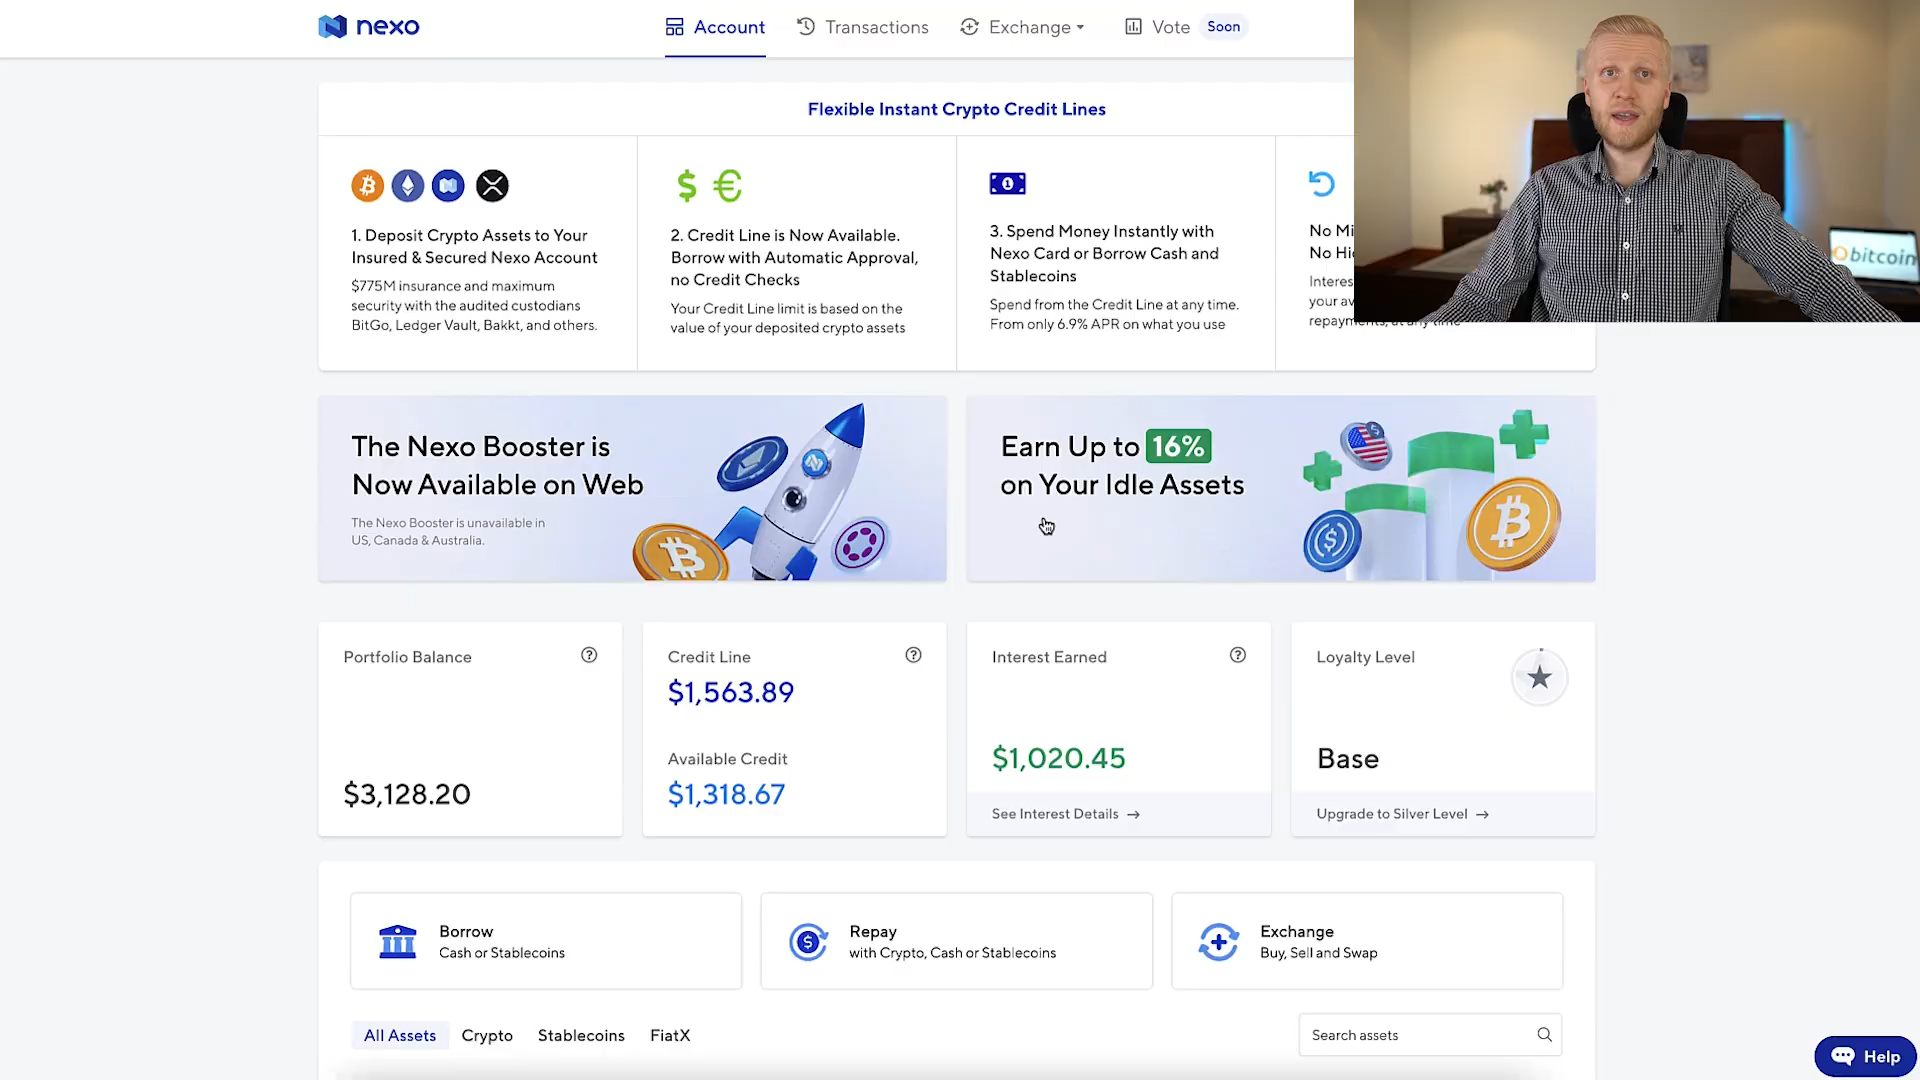 nexo
Account
Transactions
Exchange
Vote
Soon
Flexible Instant Crypto Credit Lines
1. Deposit Crypto Assets to Your
Insured & Secured Nexo Account
$775M insurance and maximum
security with the audited custodians
BitGo, Ledger Vault, Bakkt, and others.
$ €
2. Credit Line is Now Available.
Borrow with Automatic Approval,
no Credit Checks
Your Credit Line limit is based on the
value of your deposited crypto assets
3. Spend Money Instantly with
Nexo Card or Borrow Cash and
Stablecoins
Spend from the Credit Line at any time.
From only 6.9% APR on what you use
No
No
your
bitcoin
The Nexo Booster is
Now Available on Web
The Nexo Booster is unavailable in
US, Canada & Australia.
Earn Up to 16%
on Your Idle Assets
Portfolio Balance
$3,128.20
Credit Line
$1,563.89
Available Credit
$1,318.67
Interest Earned
$1,020.45
See Interest Details →
Loyalty Level
Base
Upgrade to Silver Level →
Borrow
Cash or Stablecoins
Repay
with Crypto, Cash or Stablecoins
Exchange
Buy, Sell and Swap
All Assets
Crypto
Stablecoins
FiatX
Search assets
Help